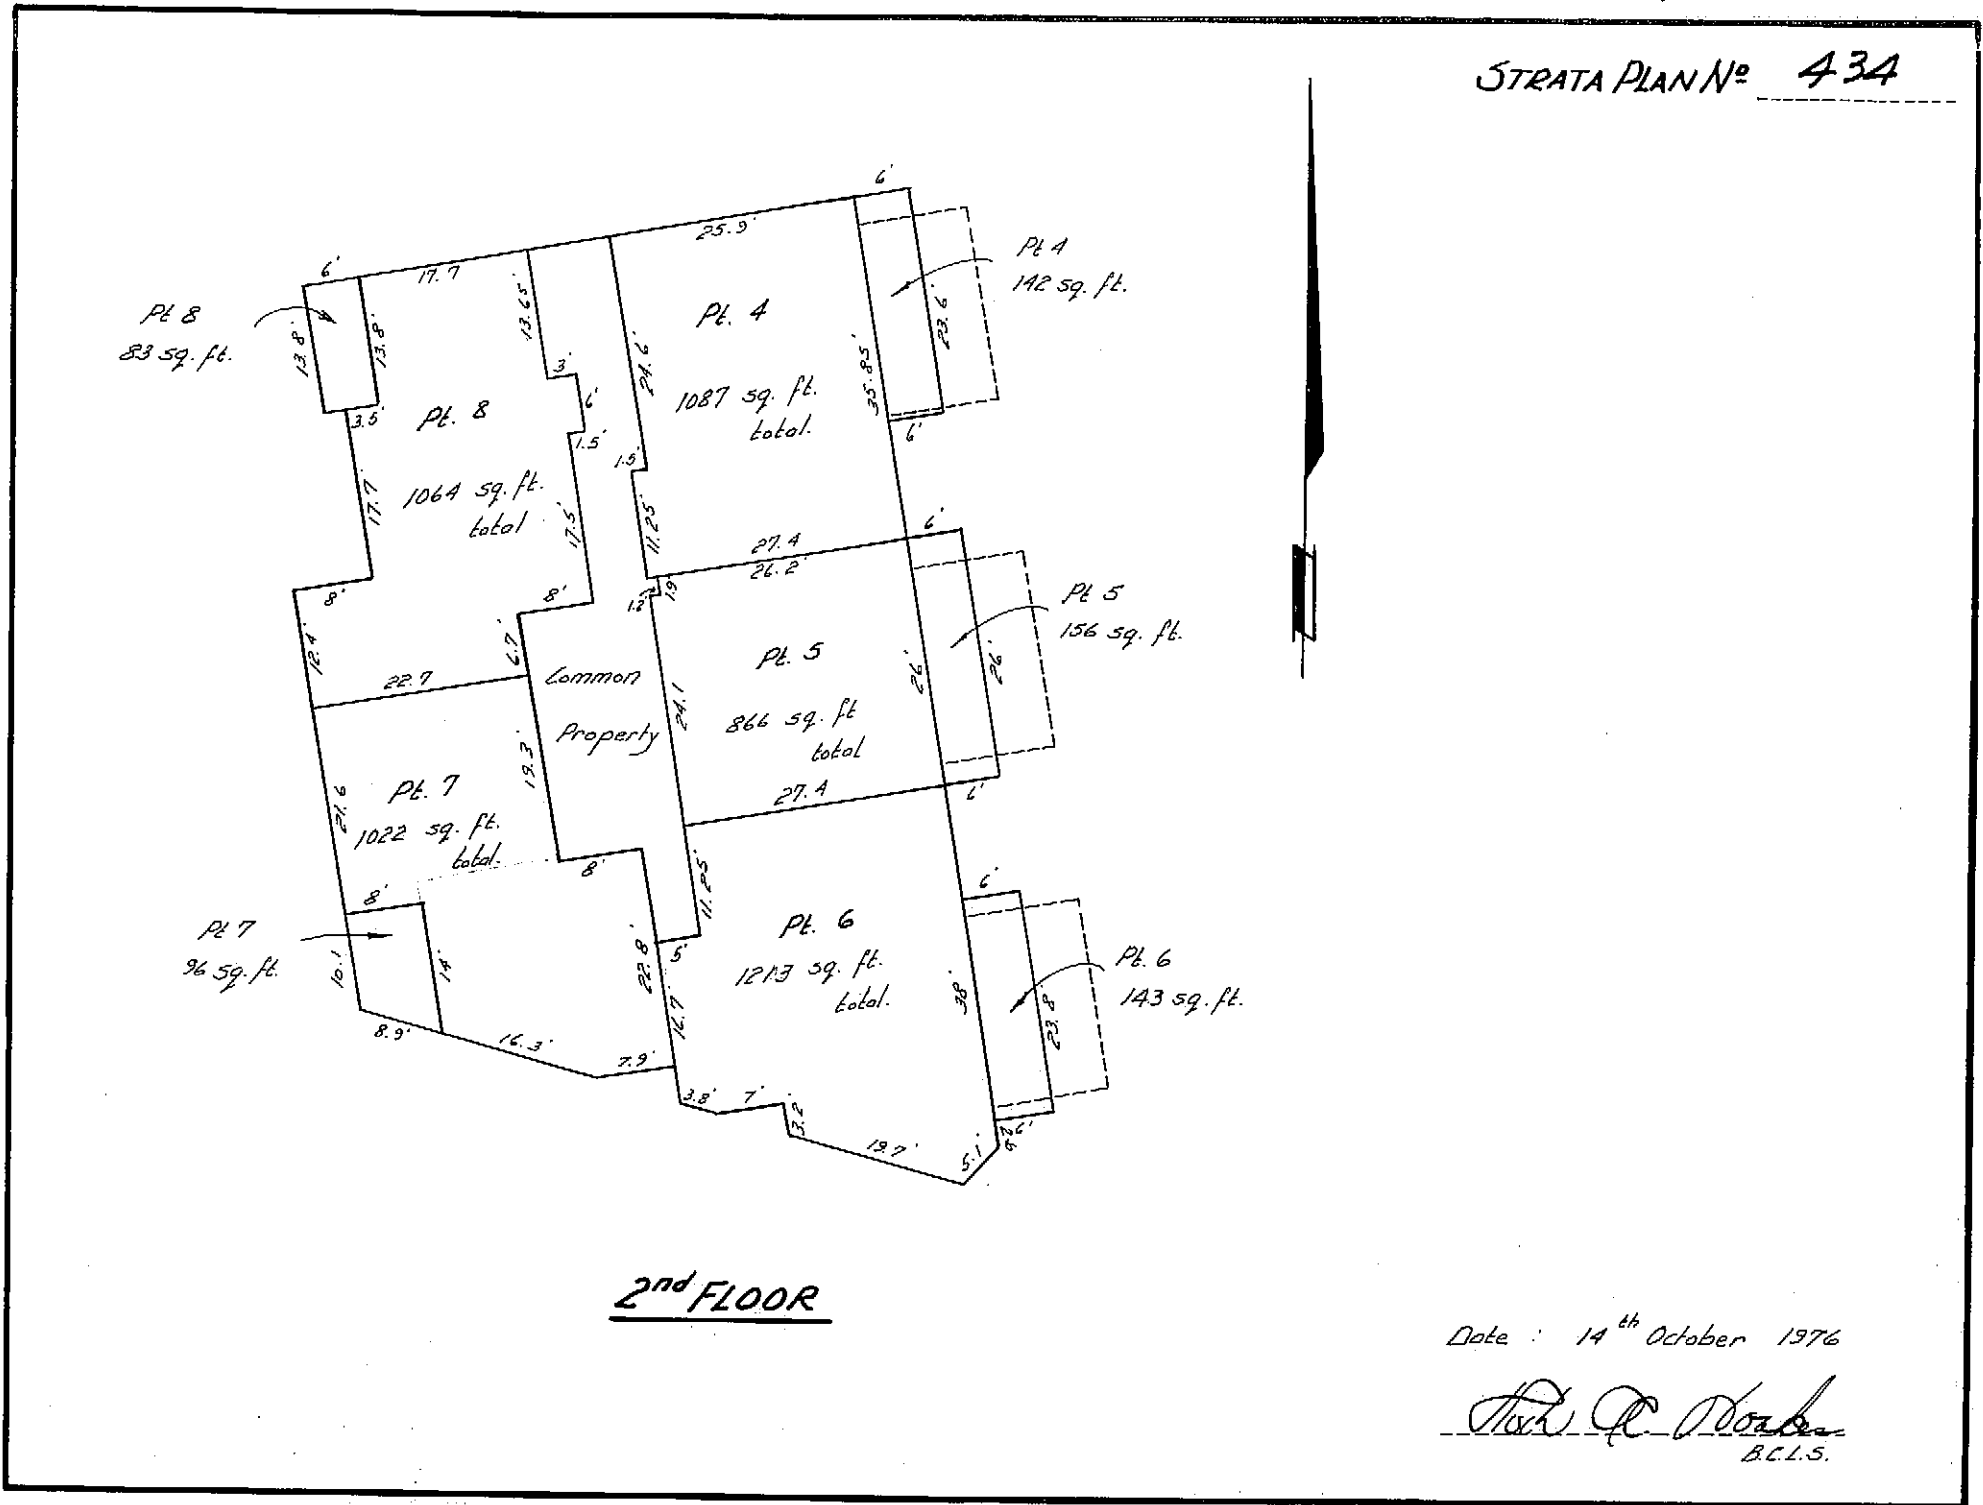 STRATA PLAN Nº 434
6'
25.9'
Pt 4
142 sq. ft.
6'
17.7
13.65'
Pt. 4
23.6'
Pt 8
83 sq. ft.
13.8'
13.8'
24.6'
35.85'
3'
6'
1087 sq. ft.
total.
Pt. 8
3.5'
1.5'
1.5'
6'
1064 sq. ft.
total
17.7'
17.5'
11.25'
6'
27.4
26.2'
8'
8'
1.2'
1.9
Pt 5
156 sq. ft.
12.4'
6.7'
22.7
Common
Property
Pt. 5
24.1
26'
26'
866 sq. ft
total
19.3'
27.4
6'
Pt. 7
21.6
1022 sq. ft.
total.
8'
8'
11.25'
6'
Pt 7
96 sq. ft.
10.1
14'
22.8'
5'
Pt. 6
1213 sq. ft.
total.
Pt. 6
143 sq. ft.
38'
23.8
16.7'
8.9'
16.3'
7.9'
3.8'
7'
3.2'
19.7'
5.1'
6'
2nd FLOOR
Date : 14th October 1976
B.C.L.S.